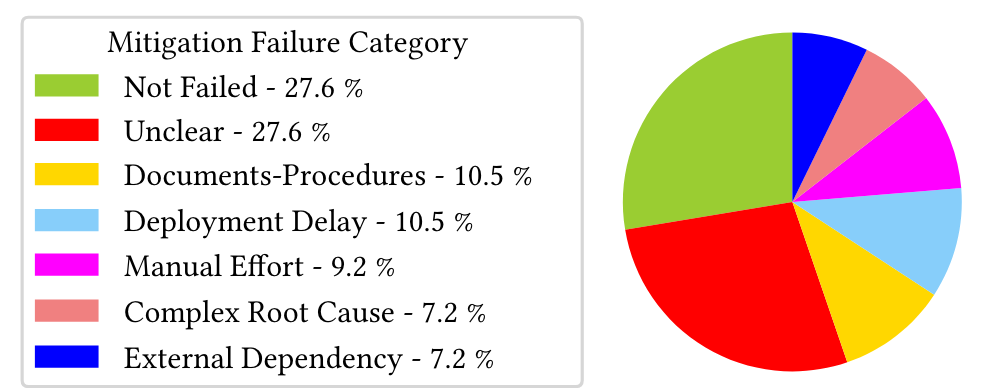 Mitigation Failure Category
Not Failed - 27.6 %
Unclear - 27.6 %
Documents-Procedures - 10.5 %
Deployment Delay - 10.5 %
Manual Effort - 9.2 %
Complex Root Cause - 7.2 %
External Dependency - 7.2 %